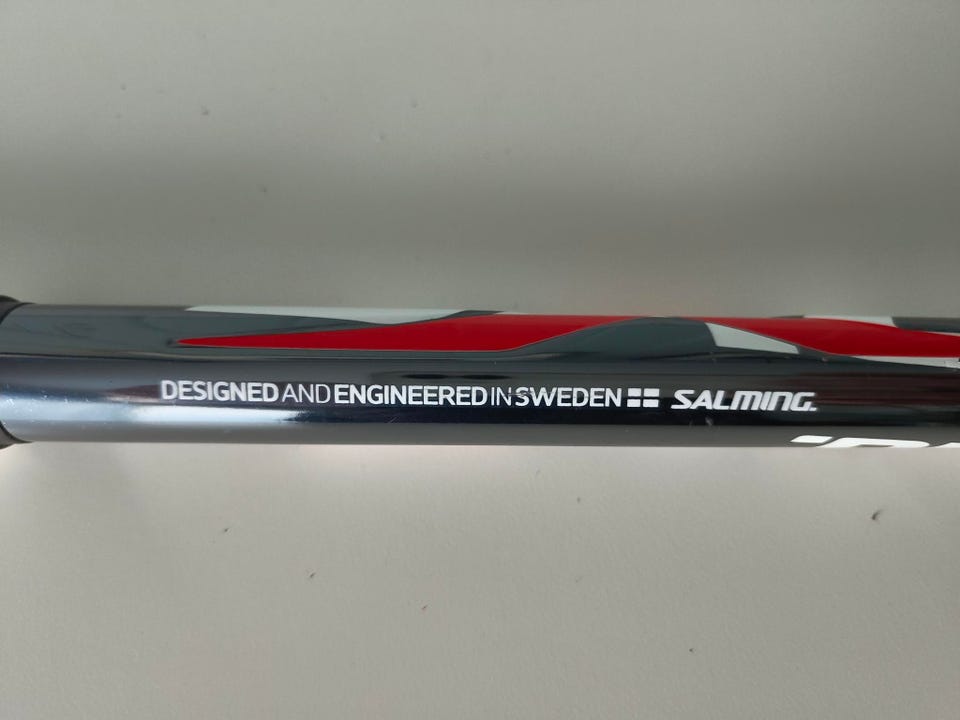 DESIGNED AND ENGINEERED IN SWEDEN SALMING.